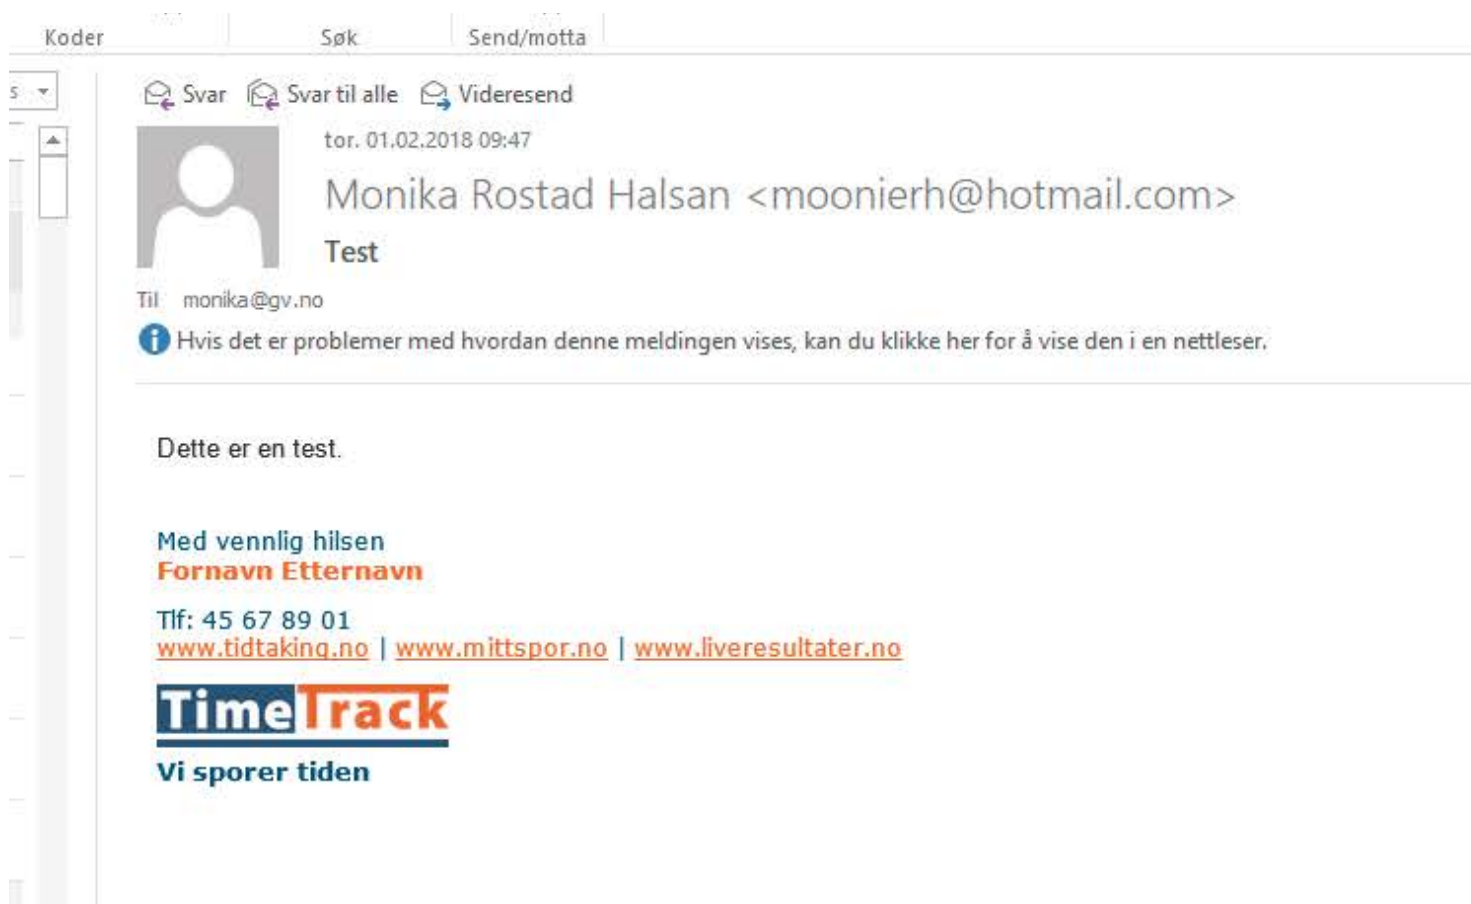 Koder Søk Send/motta
s
Svar Svar til alle Videresend
tor. 01.02.2018 09:47
Monika Rostad Halsan <moonierh@hotmail.com>
Test
Til monika@gv.no
Hvis det er problemer med hvordan denne meldingen vises, kan du klikke her for å vise den i en nettleser.
Dette er en test.
Med vennlig hilsen
Fornavn Etternavn
Tlf: 45 67 89 01
www.tidtaking.no | www.mittspor.no | www.liveresultater.no
TimeTrack
Vi sporer tiden